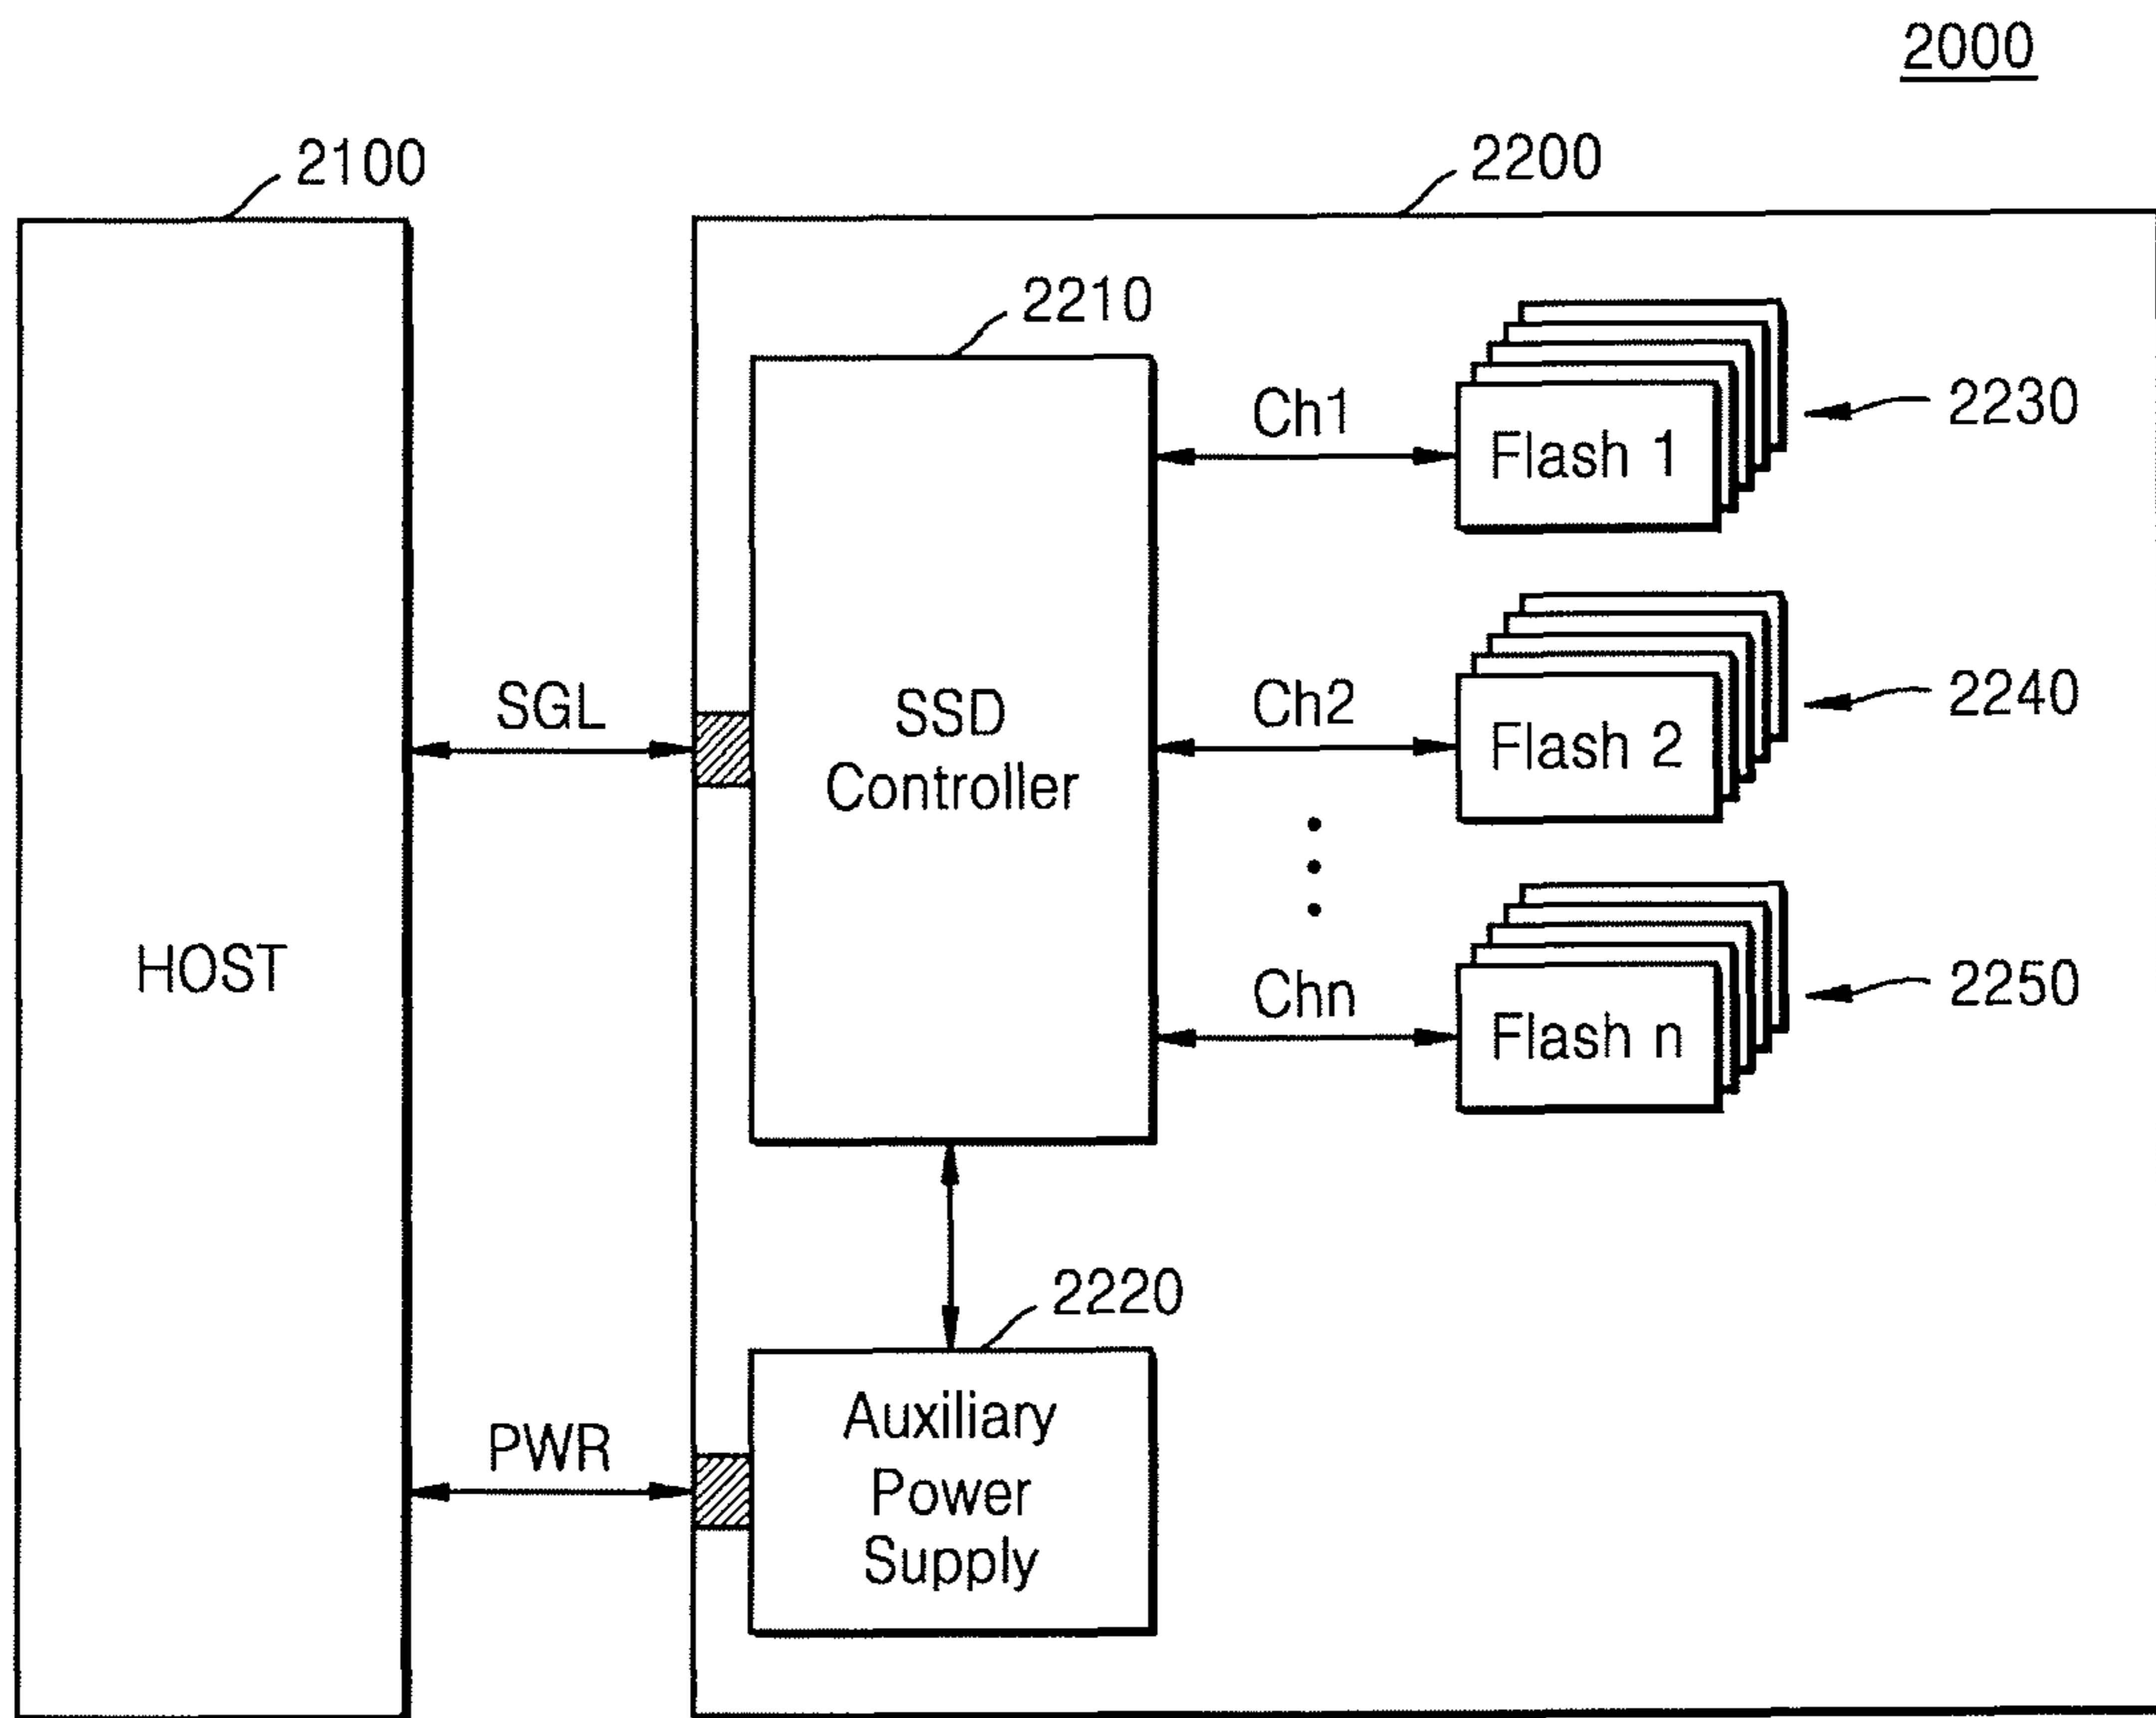 2000
2100
2200
2210
Ch1
Flash 1
2230
SGL
SSD
Controller
Ch2
Flash 2
2240
HOST
Chn
Flash n
2250
2220
PWR
Auxiliary
Power
Supply